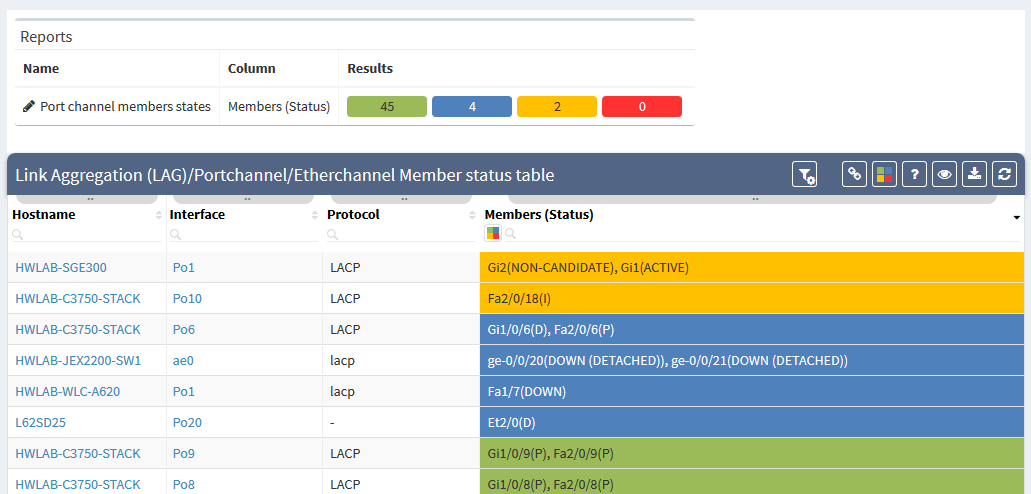 Reports
Name Column Results
Port channel members states Members (Status) 45 4 2 0
Link Aggregation (LAG)/Portchannel/Etherchannel Member status table ?
Hostname Interface Protocol Members (Status)
HWLAB-SGE300 Po1 LACP Gi2(NON-CANDIDATE), Gi1(ACTIVE)
HWLAB-C3750-STACK Po10 LACP Fa2/0/18(I)
HWLAB-C3750-STACK Po6 LACP Gi1/0/6(D), Fa2/0/6(P)
HWLAB-JEX2200-SW1 ae0 lacp ge-0/0/20(DOWN (DETACHED)), ge-0/0/21(DOWN (DETACHED))
HWLAB-WLC-A620 Po1 lacp Fa1/7(DOWN)
L62SD25 Po20 - Et2/0(D)
HWLAB-C3750-STACK Po9 LACP Gi1/0/9(P), Fa2/0/9(P)
HWLAB-C3750-STACK Po8 LACP Gi1/0/8(P), Fa2/0/8(P)